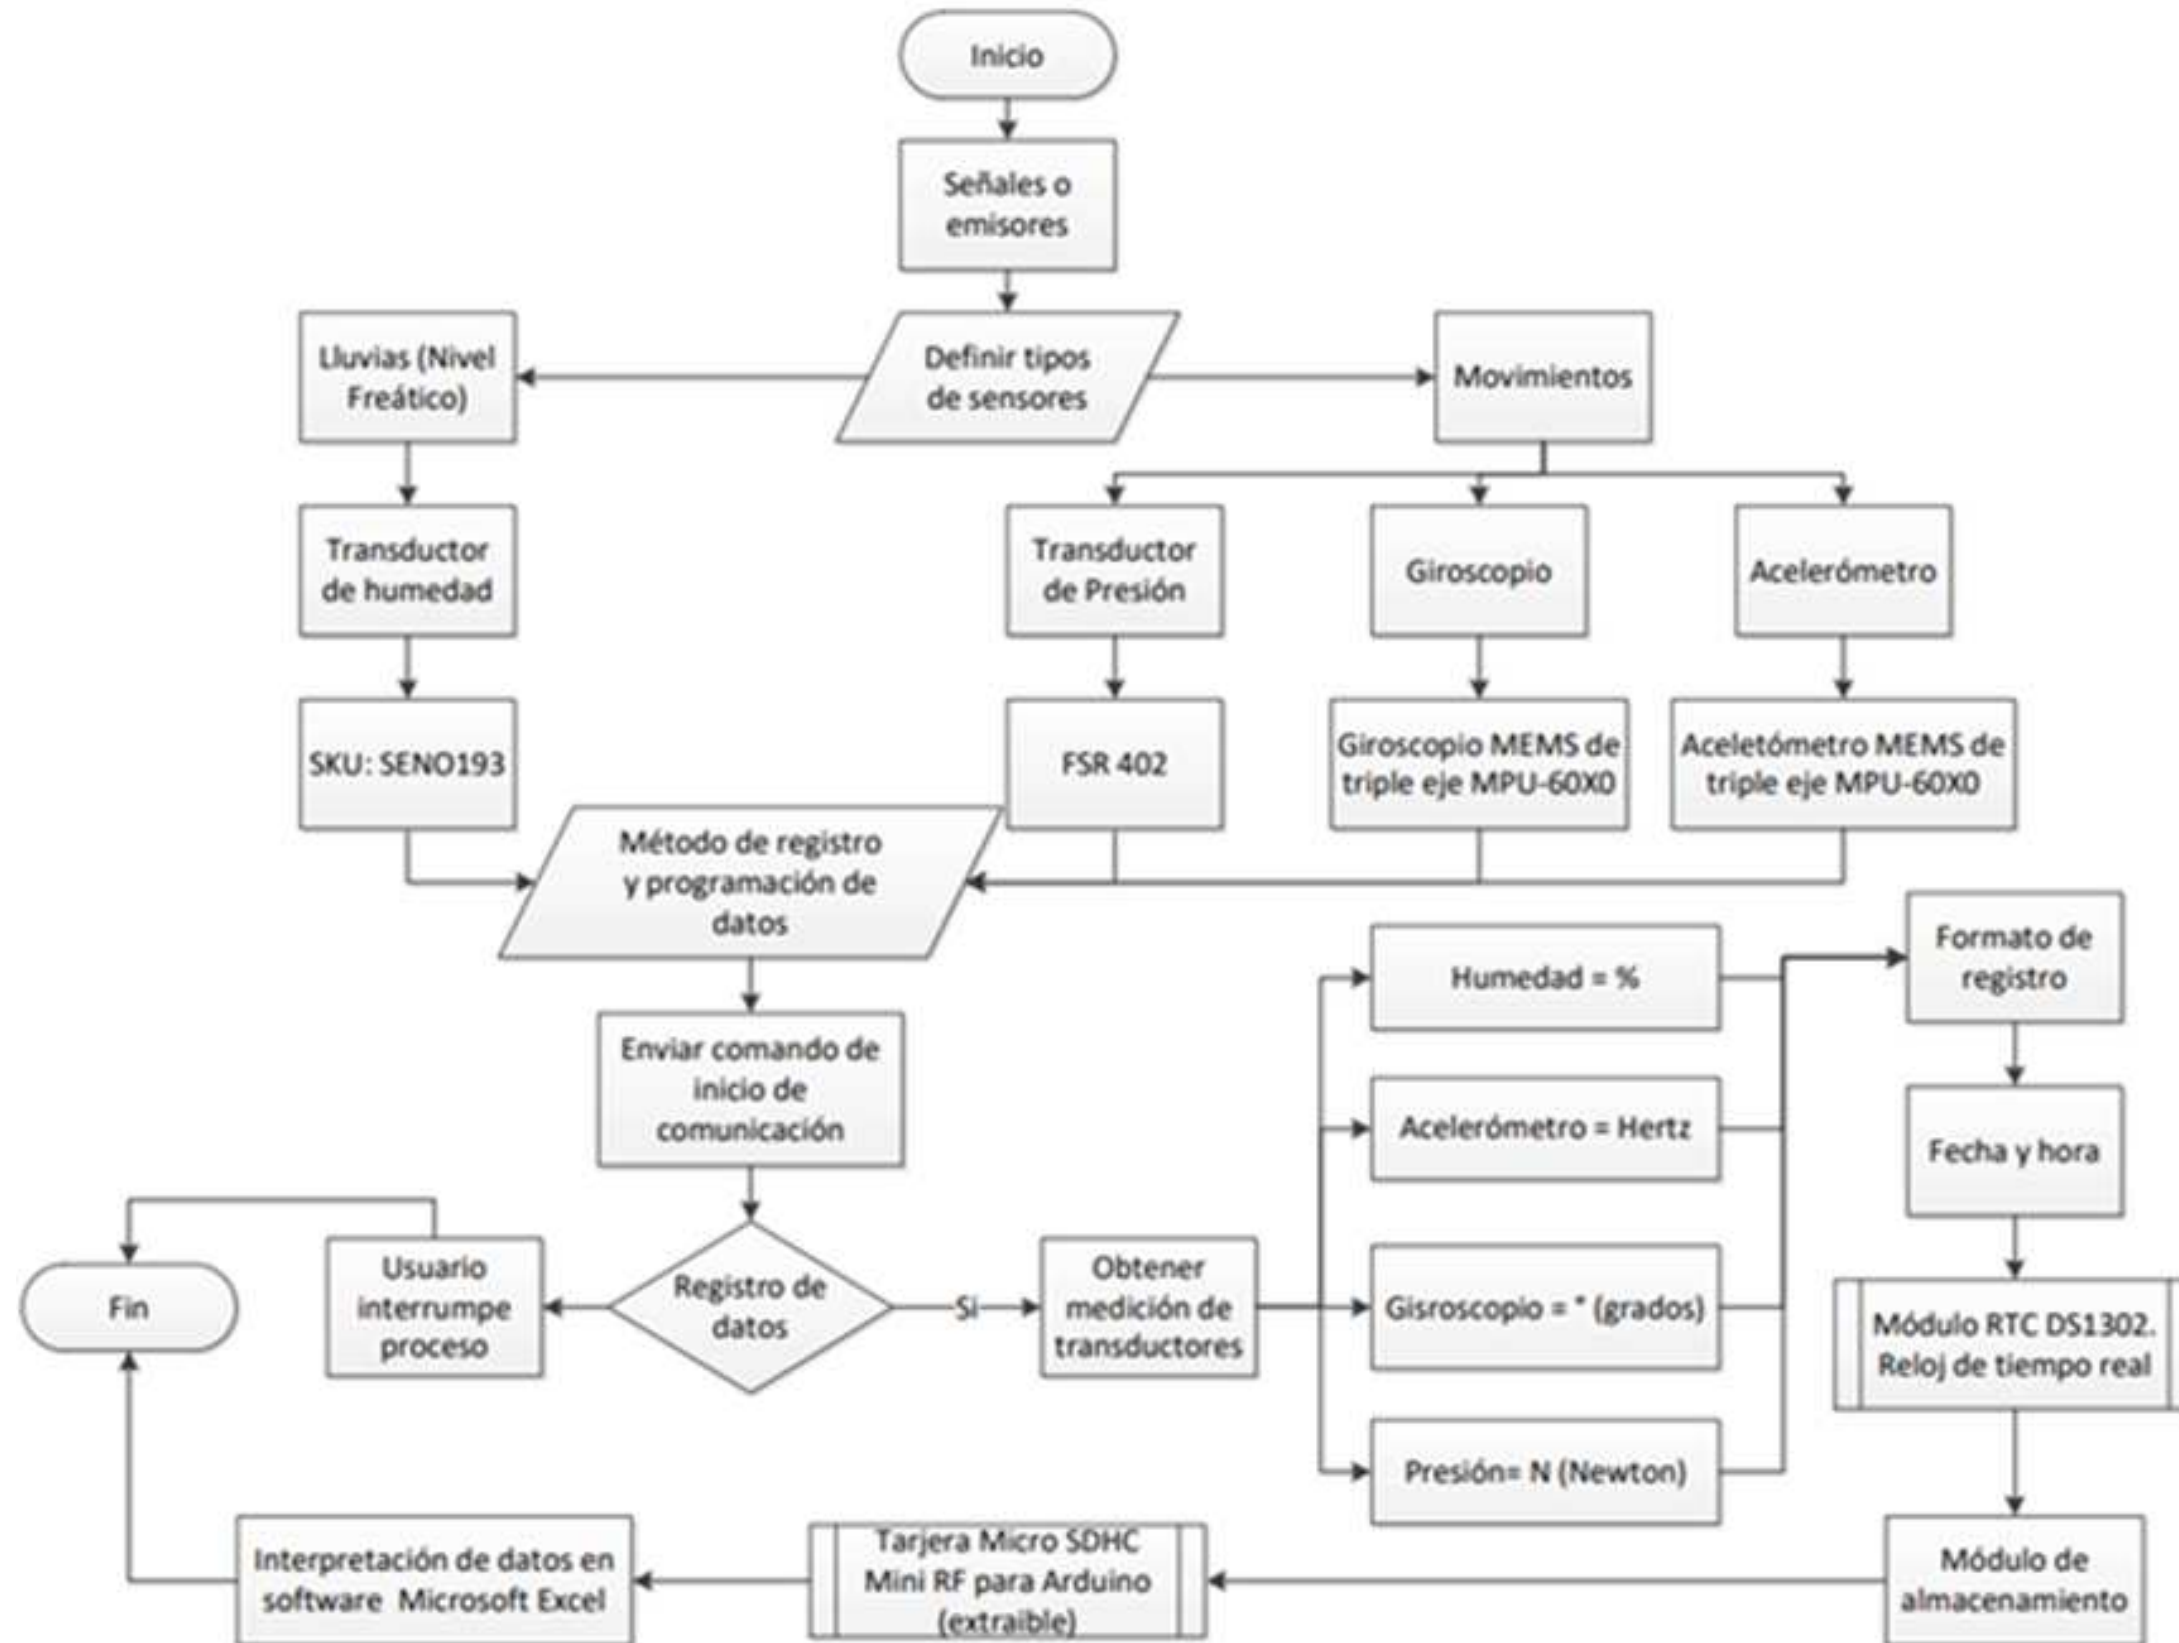 Inicio
Señales o
emisores
Lluvias (Nivel
Freático)
Definir tipos
de sensores
Movimientos
Transductor
de humedad
Transductor
de Presión
Giroscopio
Acelerómetro
SKU: SENO193
FSR 402
Giroscopio MEMS de
triple eje MPU-60X0
Aceletómetro MEMS de
triple eje MPU-60X0
Método de registro
y programación de
datos
Enviar comando de
inicio de
comunicación
Registro de
datos
Usuario
interrumpe
proceso
Fin
Si
Obtener
medición de
transductores
Humedad = %
Acelerómetro = Hertz
Gisroscopio = ° (grados)
Presión= N (Newton)
Formato de
registro
Fecha y hora
Módulo RTC DS1302.
Reloj de tiempo real
Módulo de
almacenamiento
Tarjera Micro SDHC
Mini RF para Arduino
(extraible)
Interpretación de datos en
software Microsoft Excel